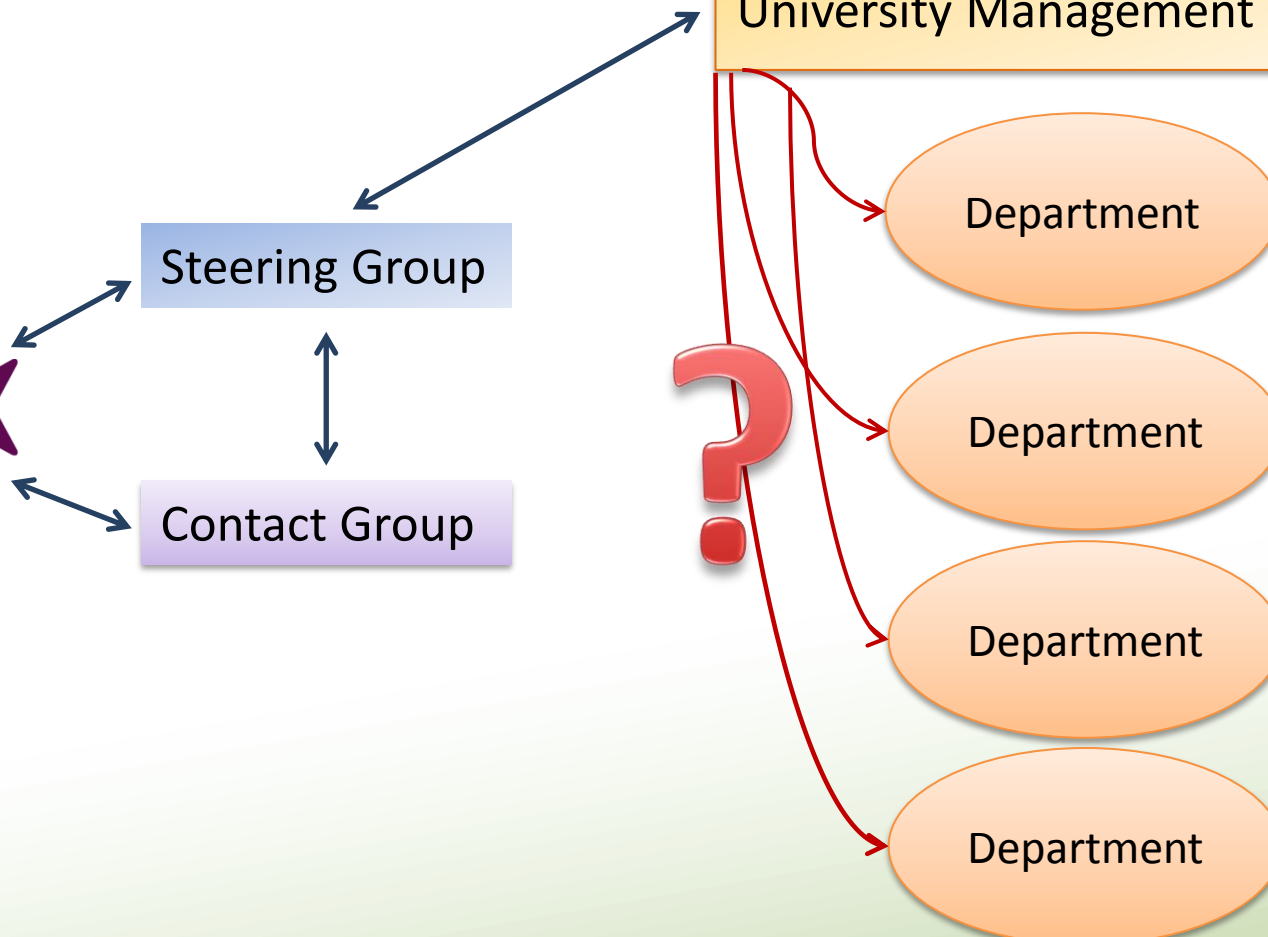 University Management
Steering Group
Contact Group
?
Department
Department
Department
Department